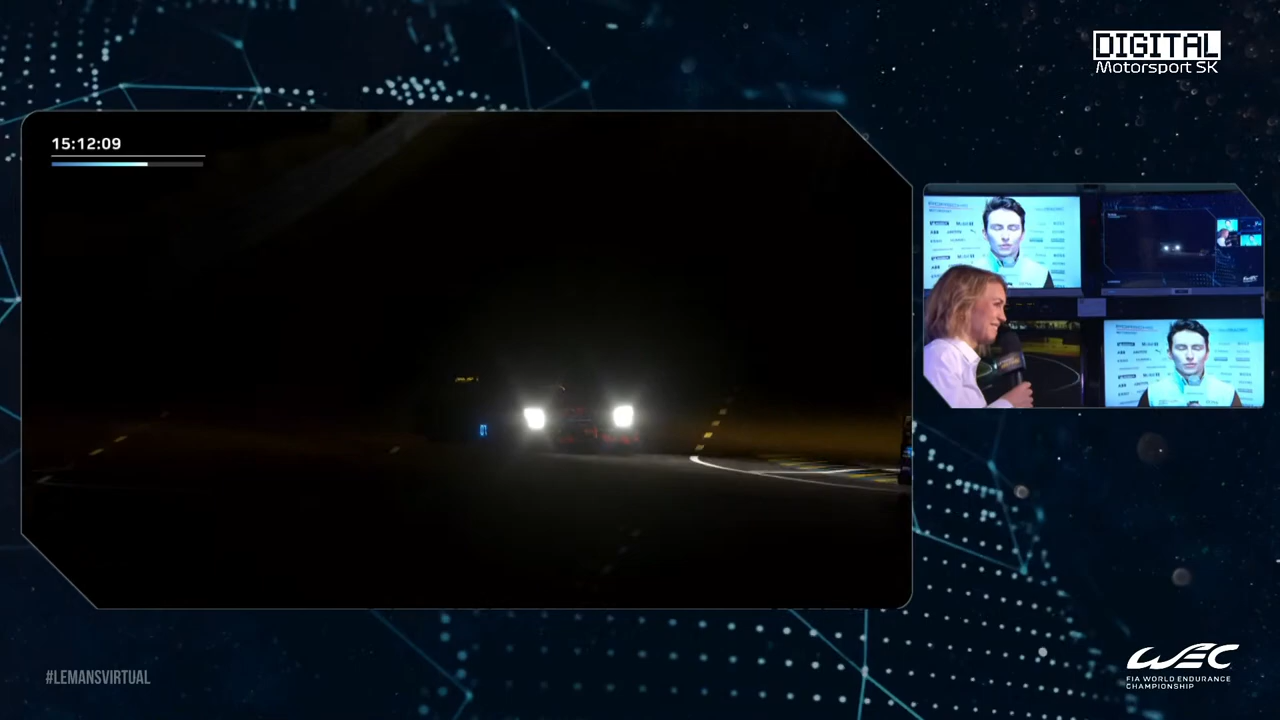 DIGITAL
Motorsport SK
15:12:09
#LEMANSVIRTUAL
WEC
FIA WORLD ENDURANCE
CHAMPIONSHIP